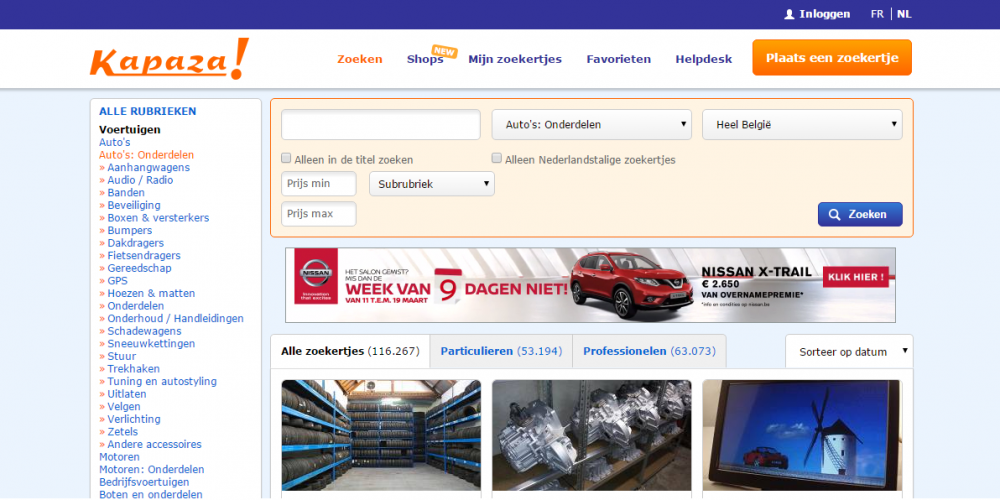 Inloggen FR NL
Kapaza!
Zoeken Shops NEW Mijn zoekertjes Favorieten Helpdesk Plaats een zoekertje
ALLE RUBRIEKEN
Voertuigen
Auto's
Auto's: Onderdelen
» Aanhangwagens
» Audio / Radio
» Banden
» Beveiliging
» Boxen & versterkers
» Bumpers
» Dakdragers
» Fietsendragers
» Gereedschap
» GPS
» Hoezen & matten
» Onderdelen
» Onderhoud / Handleidingen
» Schadewagens
» Sneeuwkettingen
» Stuur
» Trekhaken
» Tuning en autostyling
» Uitlaten
» Velgen
» Verlichting
» Zetels
» Andere accessoires
Motoren
Motoren: Onderdelen
Bedrijfsvoertuigen
Boten en onderdelen
Auto's: Onderdelen Heel België
Alleen in de titel zoeken Alleen Nederlandstalige zoekertjes
Prijs min Subrubriek
Prijs max Zoeken
NISSAN
Innovation
that excites
HET SALON GEMIST?
MIS DAN DE
WEEK VAN 9 DAGEN NIET!
VAN 11 T.E.M. 19 MAART
NISSAN X-TRAIL
€ 2.650
VAN OVERNAMEPREMIE*
*info en condities op nissan.be
KLIK HIER !
Alle zoekertjes (116.267) Particulieren (53.194) Professionelen (63.073) Sorteer op datum